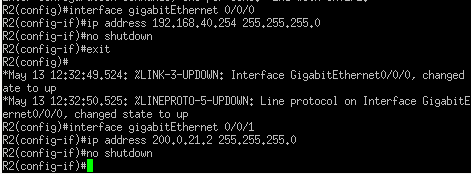 R2(config)#interface gigabitEthernet 0/0/0
R2(config-if)#ip address 192.168.40.254 255.255.255.0
R2(config-if)#no shutdown
R2(config-if)#exit
R2(config)#
*May 13 12:32:49.524: %LINK-3-UPDOWN: Interface GigabitEthernet0/0/0, changed
ate to up
*May 13 12:32:50.525: %LINEPROTO-5-UPDOWN: Line protocol on Interface GigabitE
ernet0/0/0, changed state to up
R2(config)#interface gigabitEthernet 0/0/1
R2(config-if)#ip address 200.0.21.2 255.255.255.0
R2(config-if)#no shutdown
R2(config-if)#